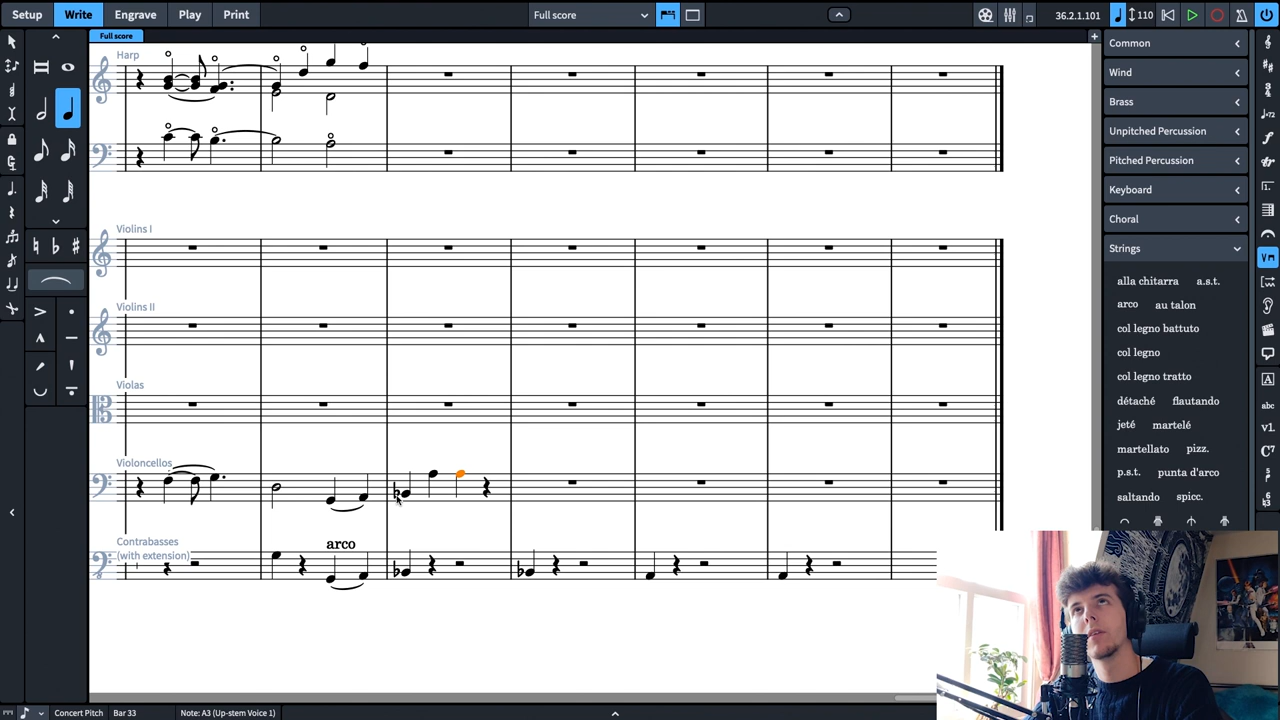 Setup Write Engrave Play Print Full score 36.2.1.101 110
Full score
Common
Wind
Brass
Unpitched Percussion
Pitched Percussion
Keyboard
Choral
Strings
alla chitarra a.s.t.
arco au talon
col legno battuto
col legno
col legno tratto
détaché flautando
jeté martelé
martellato pizz.
p.s.t. punta d'arco
saltando spicc.
Harp
Violins I
Violins II
Violas
Violoncellos
Contrabasses
(with extension)
arco
Concert Pitch Bar 33 Note: A3 (Up-stem Voice 1)